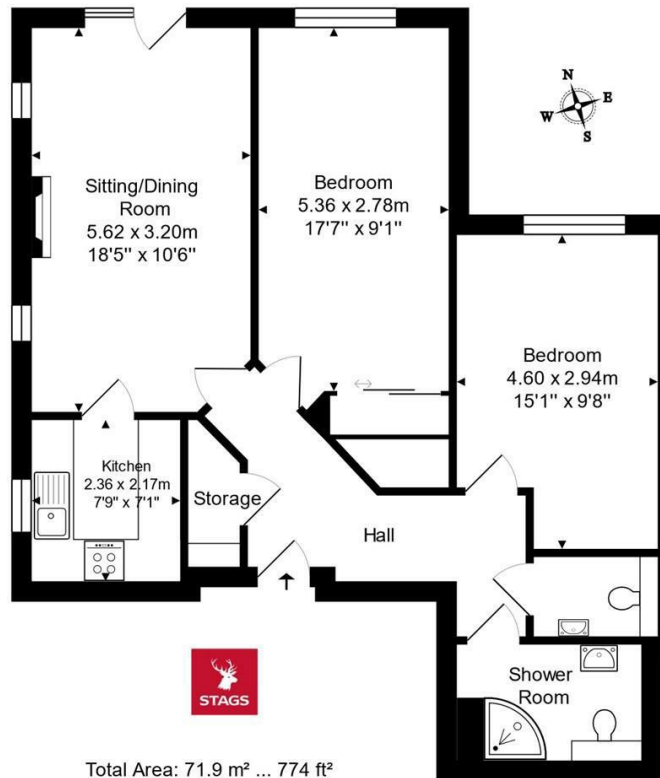 N
W E
S
Sitting/Dining
Room
5.62 x 3.20m
18'5" x 10'6"
Bedroom
5.36 x 2.78m
17'7" x 9'1"
Bedroom
4.60 x 2.94m
15'1" x 9'8"
Kitchen
2.36 x 2.17m
7'9" x 7'1"
Storage
Hall
Shower
Room
STAGS
Total Area: 71.9 m² ... 774 ft²